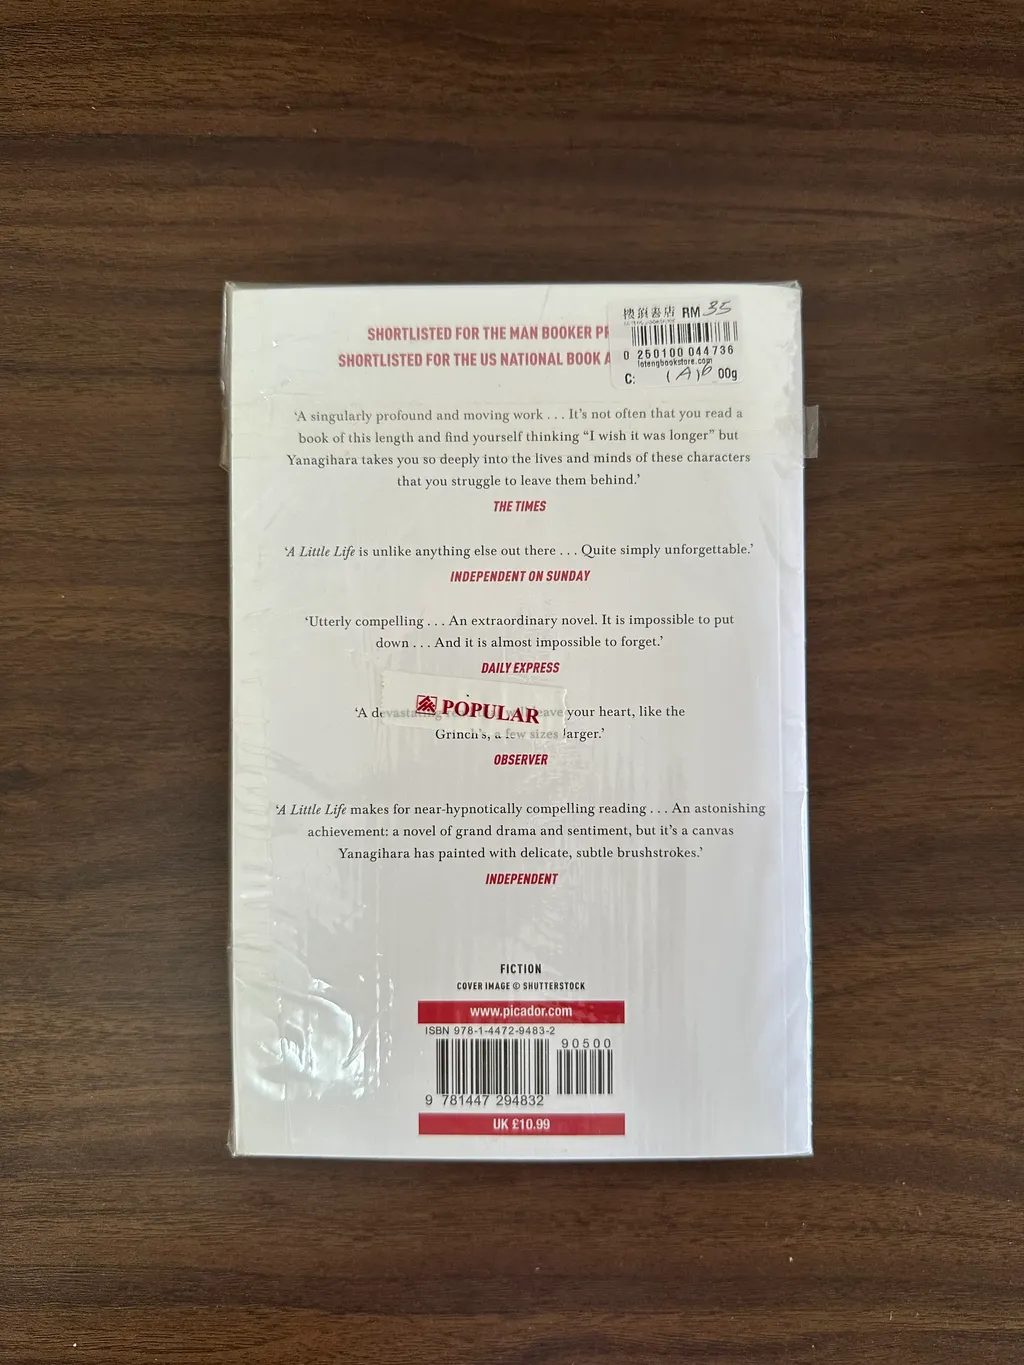 樓頂書店 RM 35
SHORTLISTED FOR THE MAN BOOKER PR
0 250100 044736
SHORTLISTED FOR THE US NATIONAL BOOK A
lotengbookstore.com
C: (A)6 00g
‘A singularly profound and moving work . . . It’s not often that you read a
book of this length and find yourself thinking “I wish it was longer” but
Yanagihara takes you so deeply into the lives and minds of these characters
that you struggle to leave them behind.’
THE TIMES
‘A Little Life is unlike anything else out there . . . Quite simply unforgettable.’
INDEPENDENT ON SUNDAY
‘Utterly compelling . . . An extraordinary novel. It is impossible to put
down . . . And it is almost impossible to forget.’
DAILY EXPRESS
POPULAR
‘A devastating will leave your heart, like the
Grinch’s, a few sizes larger.’
OBSERVER
‘A Little Life makes for near-hypnotically compelling reading . . . An astonishing
achievement: a novel of grand drama and sentiment, but it’s a canvas
Yanagihara has painted with delicate, subtle brushstrokes.’
INDEPENDENT
FICTION
COVER IMAGE © SHUTTERSTOCK
www.picador.com
ISBN 978-1-4472-9483-2
90500
9 781447 294832
UK £10.99